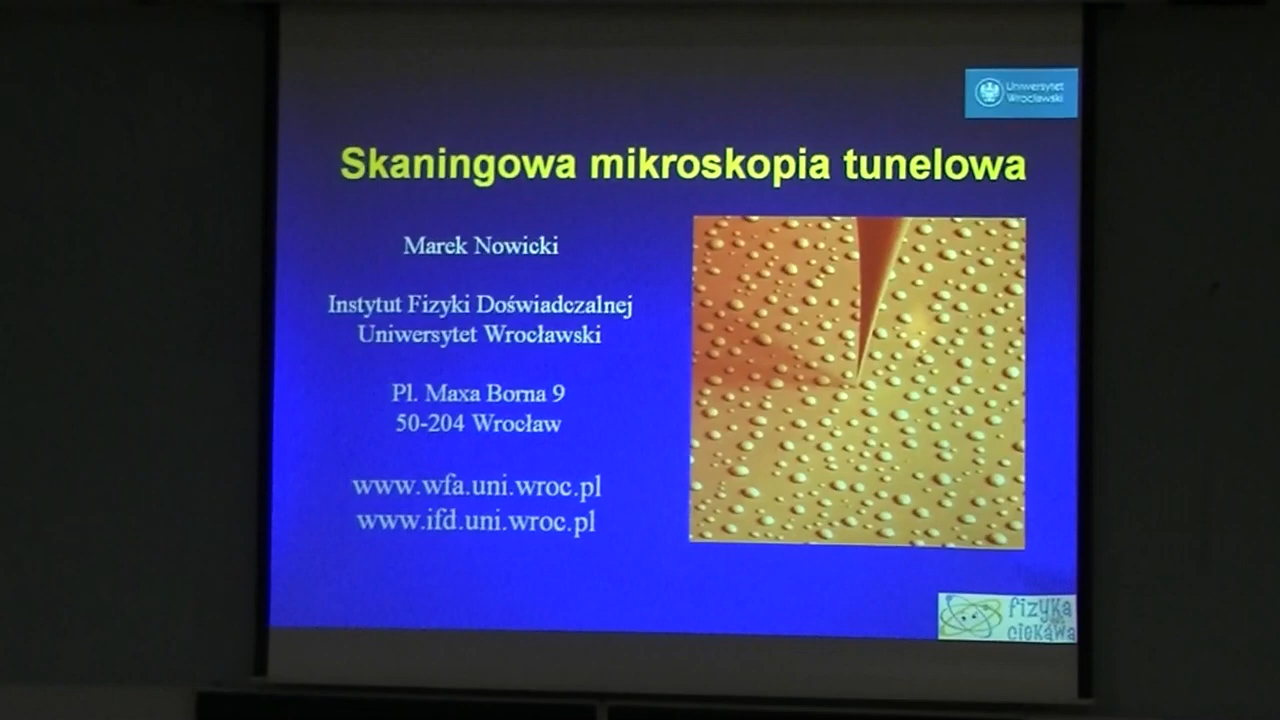 Uniwersytet
Wrocławski
Skaningowa mikroskopia tunelowa
Marek Nowicki
Instytut Fizyki Doświadczalnej
Uniwersytet Wrocławski
Pl. Maxa Borna 9
50-204 Wrocław
www.wfa.uni.wroc.pl
www.ifd.uni.wroc.pl
fizyka
ciekawa